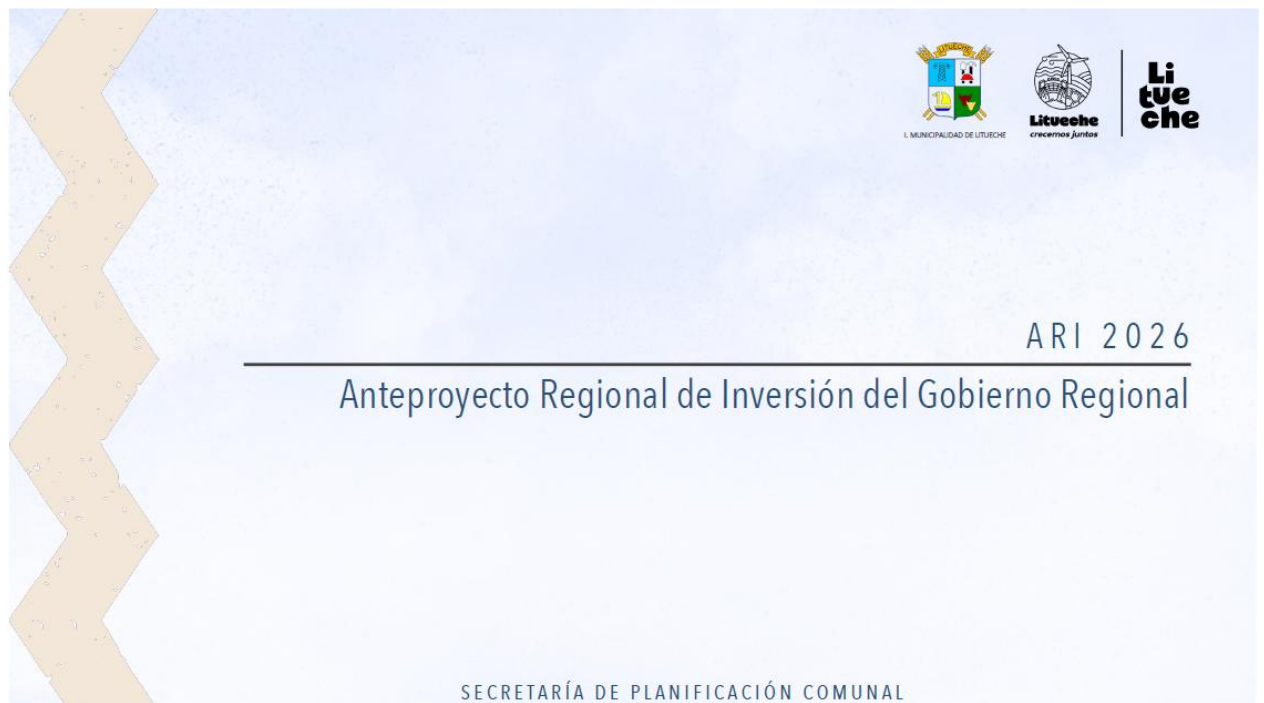 LITUECHE
I. MUNICIPALIDAD DE LITUECHE
Litueche
crecemos juntos
Li
tue
che
ARI 2026
Anteproyecto Regional de Inversión del Gobierno Regional
SECRETARÍA DE PLANIFICACIÓN COMUNAL